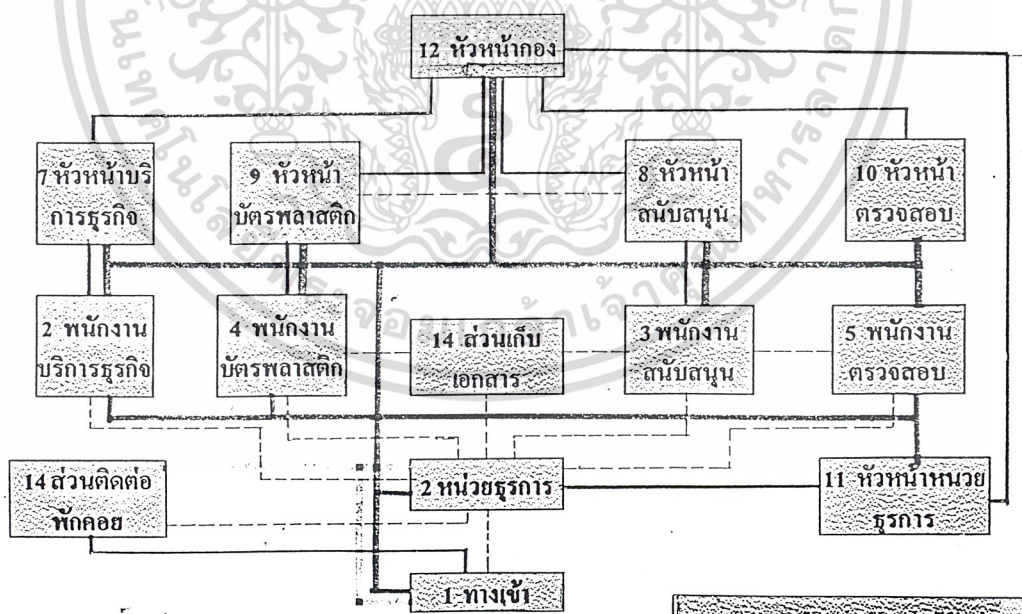 12 หัวหน้ากอง
7 หัวหน้าบริ
การธุรกิจ
9 หัวหน้า
บัตรพลาสติก
8 หัวหน้า
สนับสนุน
10 หัวหน้า
ตรวจสอบ
2 พนักงาน
บริการธุรกิจ
4 พนักงาน
บัตรพลาสติก
14 ส่วนเก็บ
เอกสาร
3 พนักงาน
สนับสนุน
5 พนักงาน
ตรวจสอบ
14 ส่วนติดต่อ
พักคอย
2 หน่วยธุรการ
11 หัวหน้าหนวย
ธุรการ
1 ทางเข้า